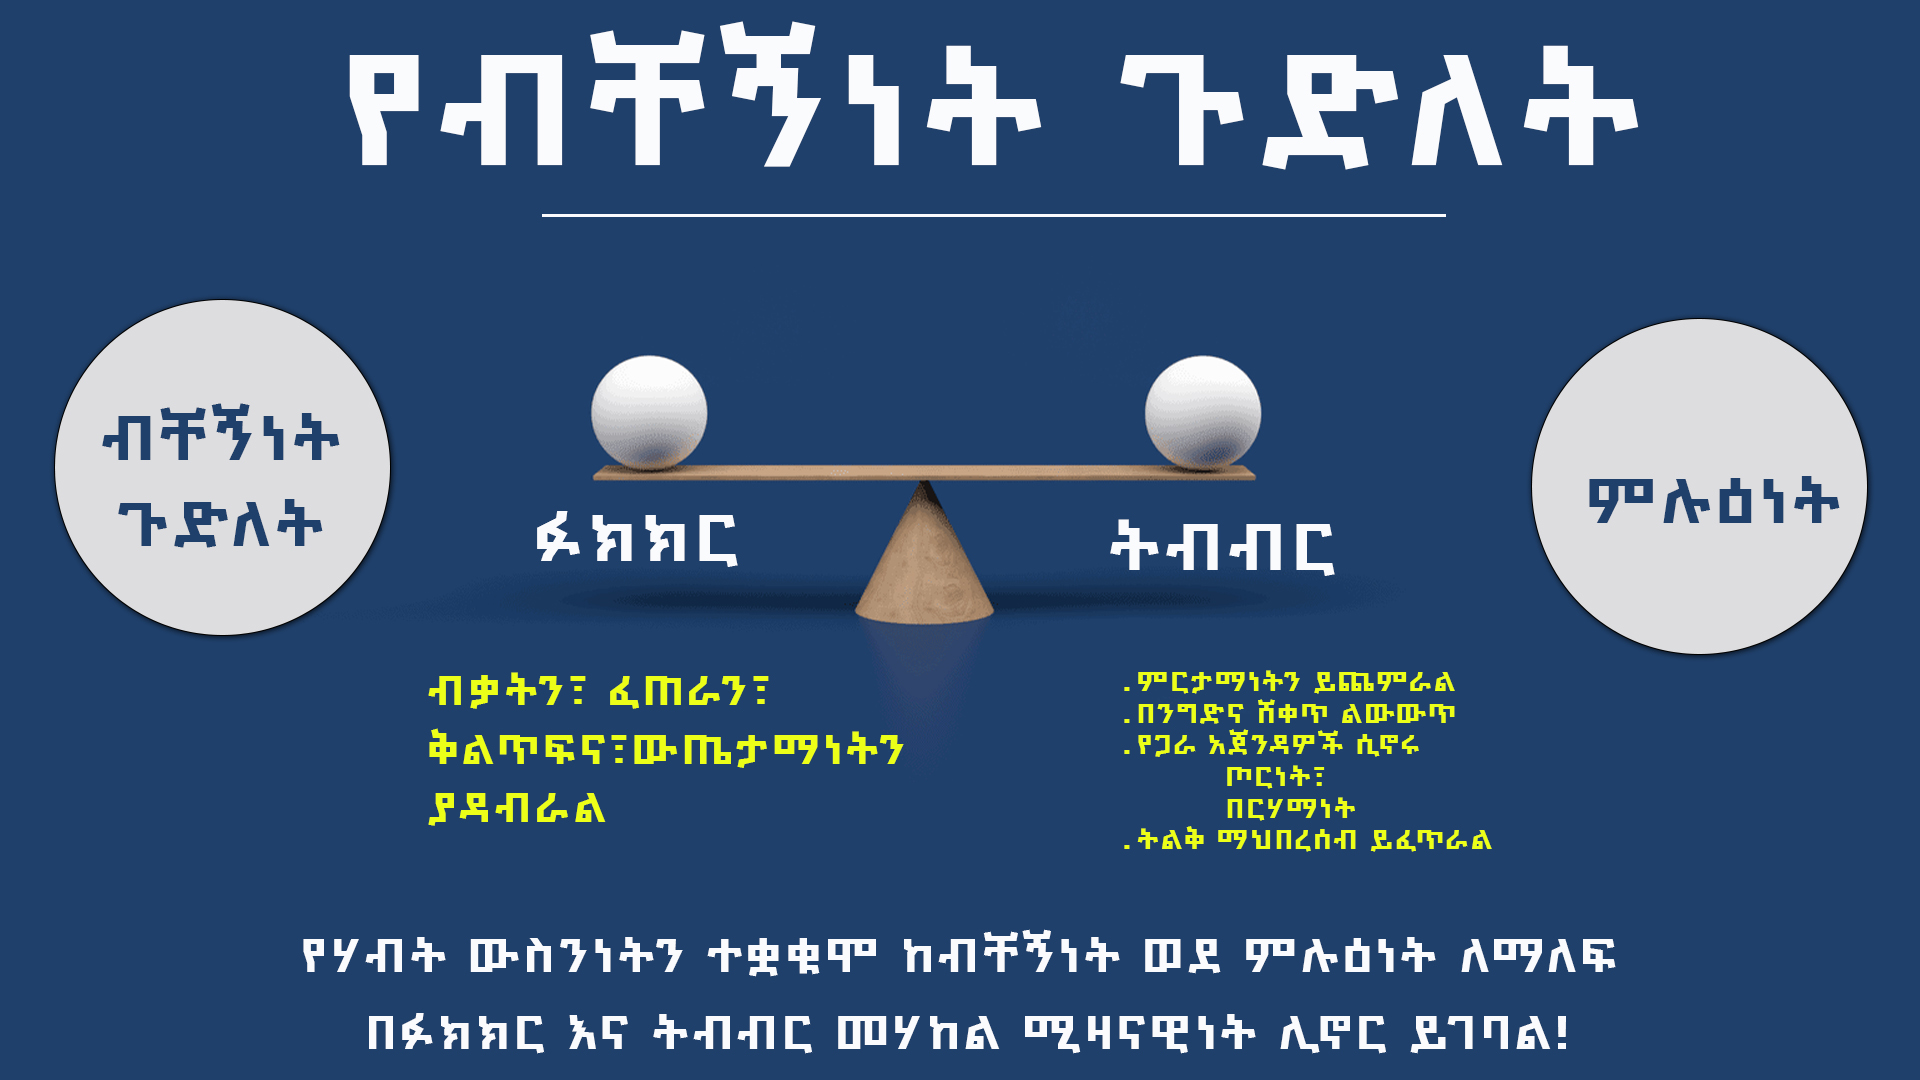 የብቸኝነት ጉድለት
ብቸኝነት
ጉድለት
ፉክክር
ትብብር
ምሉዕነት
ብቃትን፣ ፈጠራን፣
ቅልጥፍና፣ውጤታማነትን
ያዳብራል
.ምርታማነትን ይጨምራል
.በንግድና ሸቀጥ ልውውጥ
.የጋራ አጀንዳዎች ሲኖሩ
ጦርነት፣
በርሃማነት
.ትልቅ ማህበረሰብ ይፈጥራል
የሃብት ውስንነትን ተቋቁሞ ከብቸኝነት ወደ ምሉዕነት ለማለፍ
በፉክክር እና ትብብር መሃከል ሚዛናዊነት ሊኖር ይገባል!